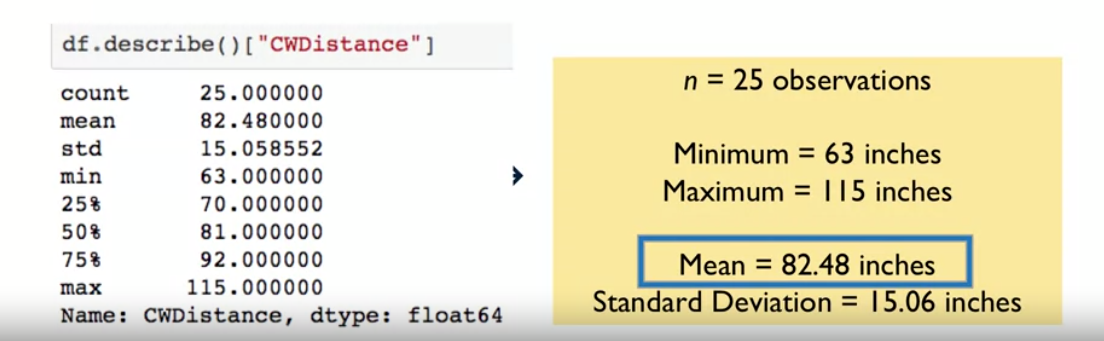 df.describe()["CWDistance"]
count 25.000000
mean 82.480000
std 15.058552
min 63.000000
25% 70.000000
50% 81.000000
75% 92.000000
max 115.000000
Name: CWDistance, dtype: float64
n = 25 observations
Minimum = 63 inches
Maximum = 115 inches
Mean = 82.48 inches
Standard Deviation = 15.06 inches